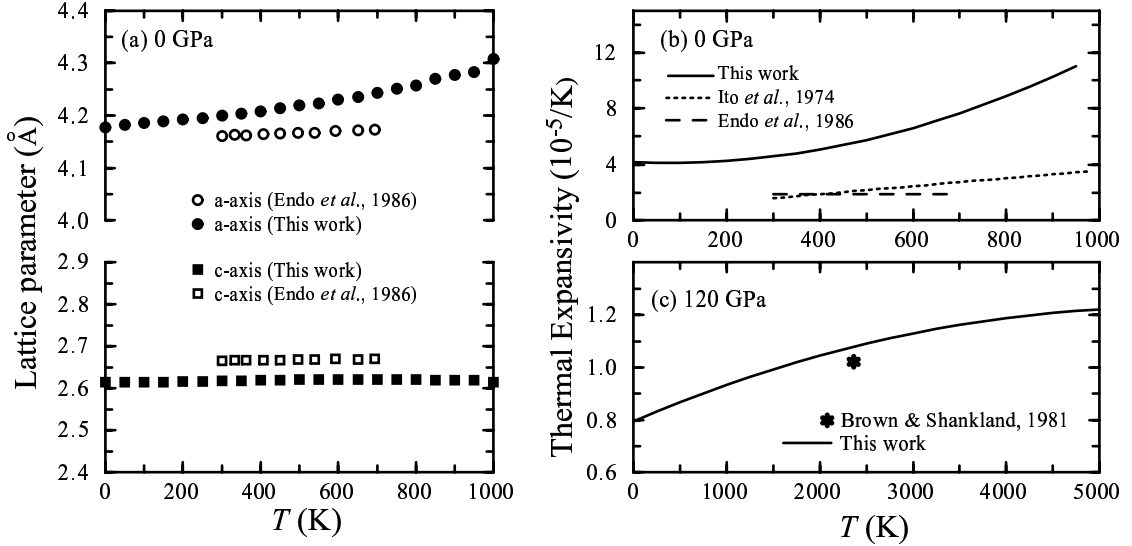 (a) 0 GPa
4.4
4.3
4.2
4.1
4.0
a-axis (Endo et al., 1986)
a-axis (This work)
2.9
2.8
2.7
2.6
2.5
2.4
c-axis (This work)
c-axis (Endo et al., 1986)
Lattice parameter (Å)
0 200 400 600 800 1000
T (K)
(b) 0 GPa
12
8
4
0
This work
Ito et al., 1974
Endo et al., 1986
0 200 400 600 800 1000
Thermal Expansivity (10-5/K)
(c) 120 GPa
1.2
1.0
0.8
0.6
Brown & Shankland, 1981
This work
0 1000 2000 3000 4000 5000
T (K)